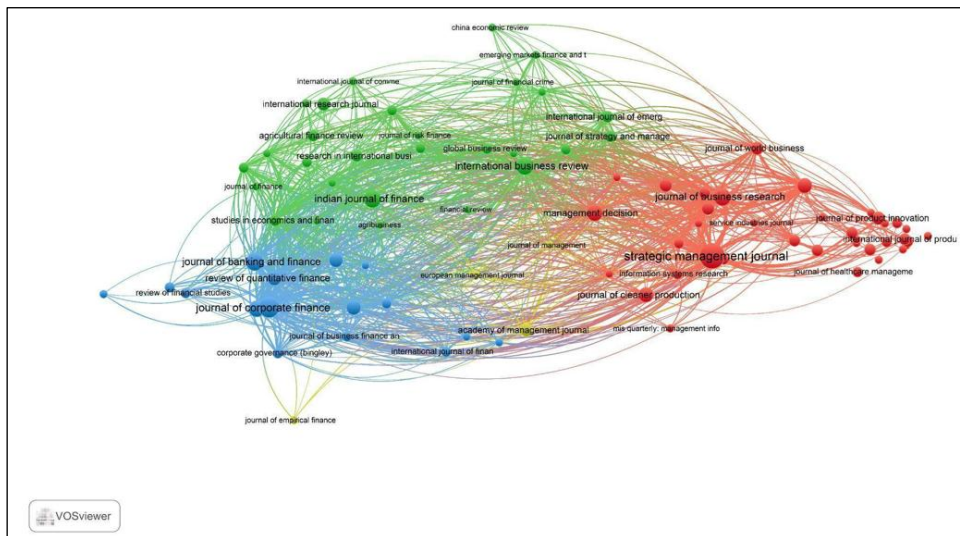 china economic review
emerging markets finance and t
international journal of comme
journal of financial crime
international research journal
international journal of emerg
agricultural finance review
journal of risk finance
journal of strategy and manage
global business review
journal of world business
research in international busi
international business review
journal of finance
indian journal of finance
journal of business research
financial review
management decision
journal of product innovation
studies in economics and finan
agribusiness
service industries journal
international journal of produ
journal of management
strategic management journal
journal of banking and finance
european management journal
information systems research
journal of healthcare manageme
review of quantitative finance
review of financial studies
journal of cleaner production
journal of corporate finance
academy of management journal
mis quarterly: management info
journal of business finance an
corporate governance (bingley)
international journal of finan
journal of empirical finance
VOSviewer